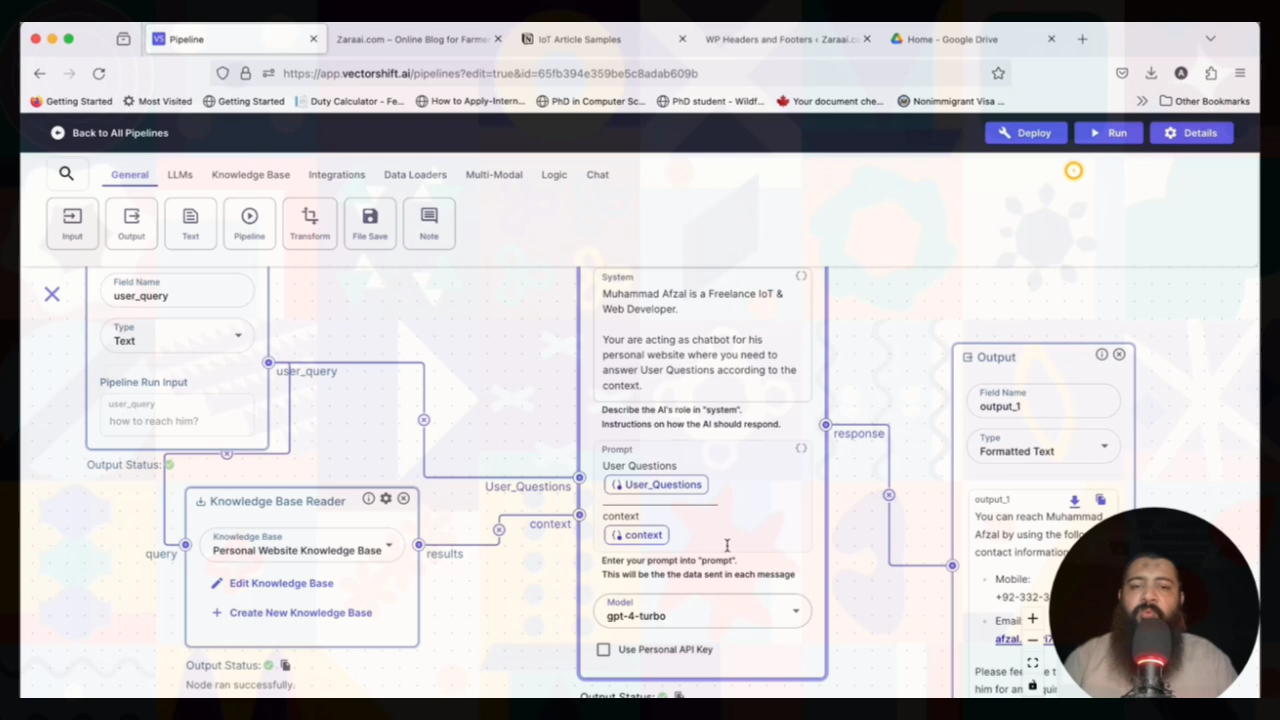 VS Pipeline
Zaraai.com – Online Blog for Farmer
IoT Article Samples
WP Headers and Footers ‹ Zaraai.co
Home - Google Drive
https://app.vectorshift.ai/pipelines?edit=true&id=65fb394e359be5c8adab609b
Getting Started
Most Visited
Getting Started
Duty Calculator - Fe...
How to Apply-Intern...
PhD in Computer Sc...
PhD student - Wildf...
Your document che...
Nonimmigrant Visa ...
Other Bookmarks
Back to All Pipelines
Deploy
Run
Details
General
LLMs
Knowledge Base
Integrations
Data Loaders
Multi-Modal
Logic
Chat
Input
Output
Text
Pipeline
Transform
File Save
Note
Field Name
user_query
Type
Text
Pipeline Run Input
user_query
how to reach him?
Output Status:
user_query
Knowledge Base Reader
Knowledge Base
Personal Website Knowledge Base
Edit Knowledge Base
Create New Knowledge Base
query
results
Output Status:
Node ran successfully.
User_Questions
context
System
Muhammad Afzal is a Freelance IoT &
Web Developer.
Your are acting as chatbot for his
personal website where you need to
answer User Questions according to the
context.
Describe the AI's role in "system".
Instructions on how the AI should respond.
Prompt
User Questions
User_Questions
context
context
Enter your prompt into "prompt".
This will be the the data sent in each message
Model
gpt-4-turbo
Use Personal API Key
Output Status:
response
Output
Field Name
output_1
Type
Formatted Text
output_1
You can reach Muhammad
Afzal by using the
contact information
Mobile:
+92-332-3
Email
afzal.
Please
him for an